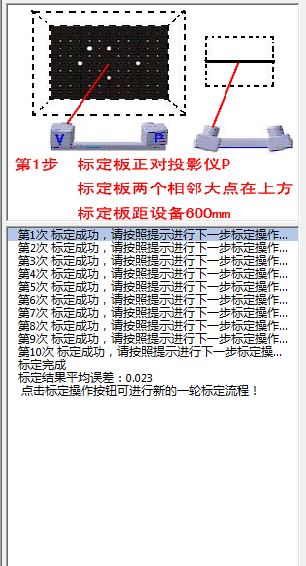 V P
第1步 标定板正对投影仪P
标定板两个相邻大点在上方
标定板距设备600mm
第1次 标定成功，请按照提示进行下一步标定操作...
第2次 标定成功，请按照提示进行下一步标定操作...
第3次 标定成功，请按照提示进行下一步标定操作...
第4次 标定成功，请按照提示进行下一步标定操作...
第5次 标定成功，请按照提示进行下一步标定操作...
第6次 标定成功，请按照提示进行下一步标定操作...
第7次 标定成功，请按照提示进行下一步标定操作...
第8次 标定成功，请按照提示进行下一步标定操作...
第9次 标定成功，请按照提示进行下一步标定操作...
第10次 标定成功，请按照提示进行下一步标定操...
标定完成
标定结果平均误差：0.023
点击标定操作按钮可进行新的一轮标定流程！